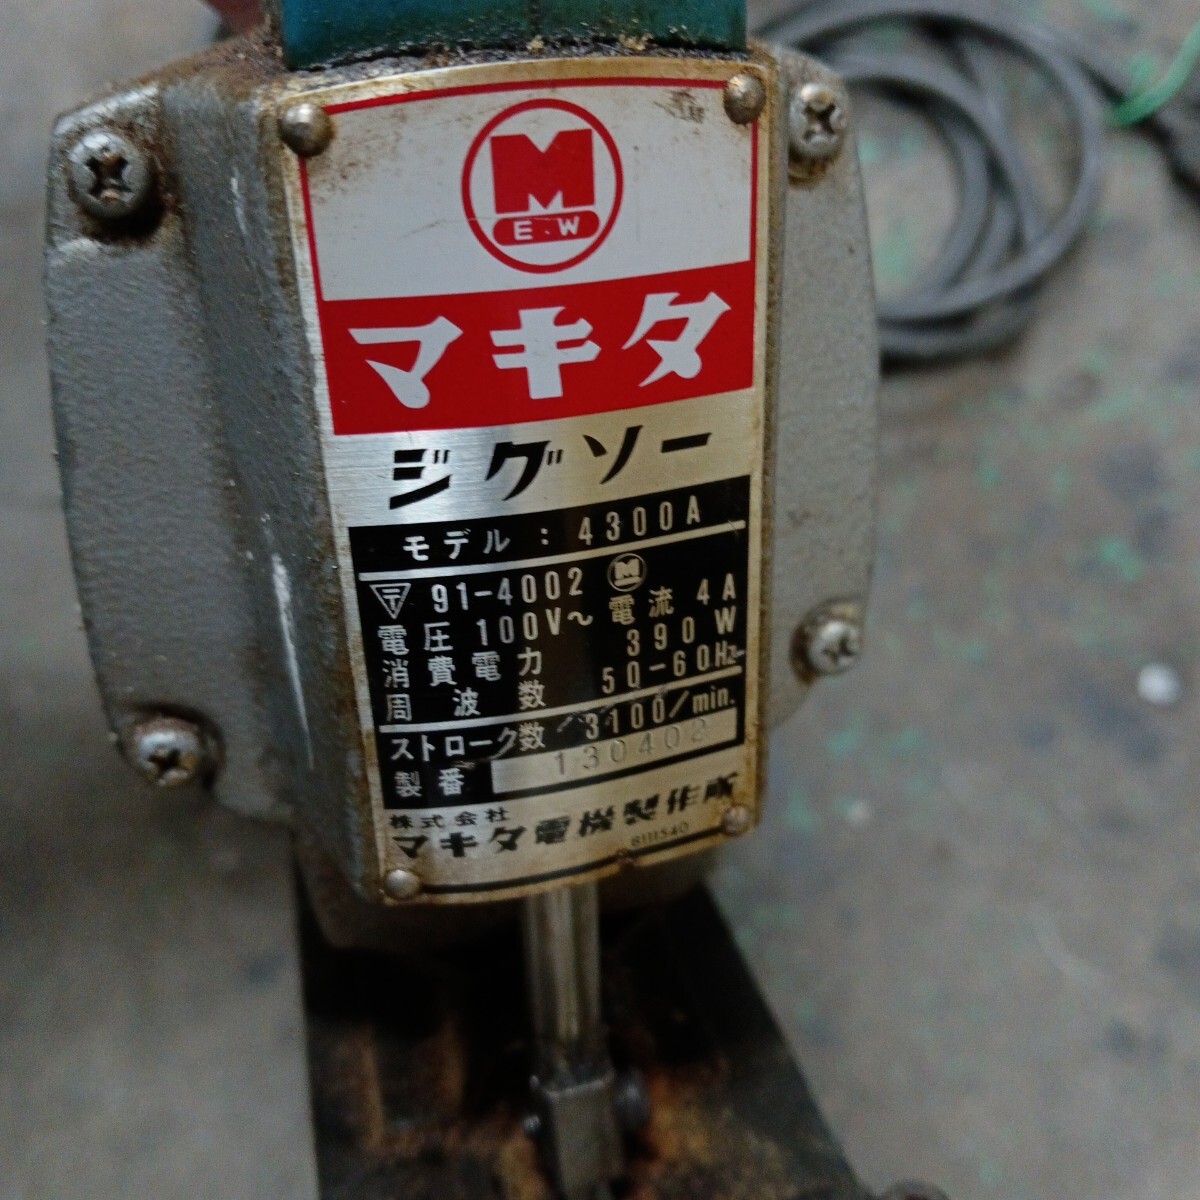 M
E W
マキタ
ジグソー
モデル : 4300A
〒 91-4002 M
電圧 100V~ 電流 4A
消費電力 390W
周波数 50-60Hz
ストローク数 3100/min.
製番 130402
株式会社
マキタ電機製作所
811154O